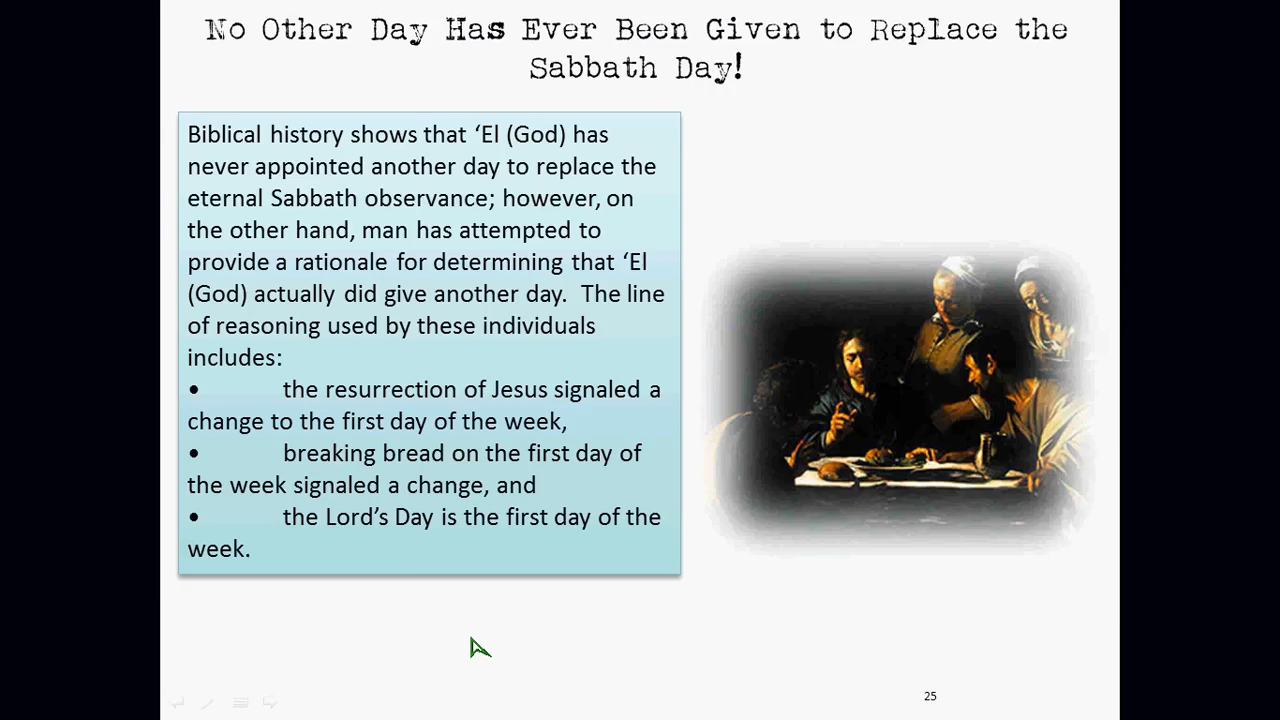 No Other Day Has Ever Been Given to Replace the
Sabbath Day!
Biblical history shows that ‘El (God) has
never appointed another day to replace the
eternal Sabbath observance; however, on
the other hand, man has attempted to
provide a rationale for determining that ‘El
(God) actually did give another day.  The line
of reasoning used by these individuals
includes:
• the resurrection of Jesus signaled a
change to the first day of the week,
• breaking bread on the first day of
the week signaled a change, and
• the Lord’s Day is the first day of the
week.
25